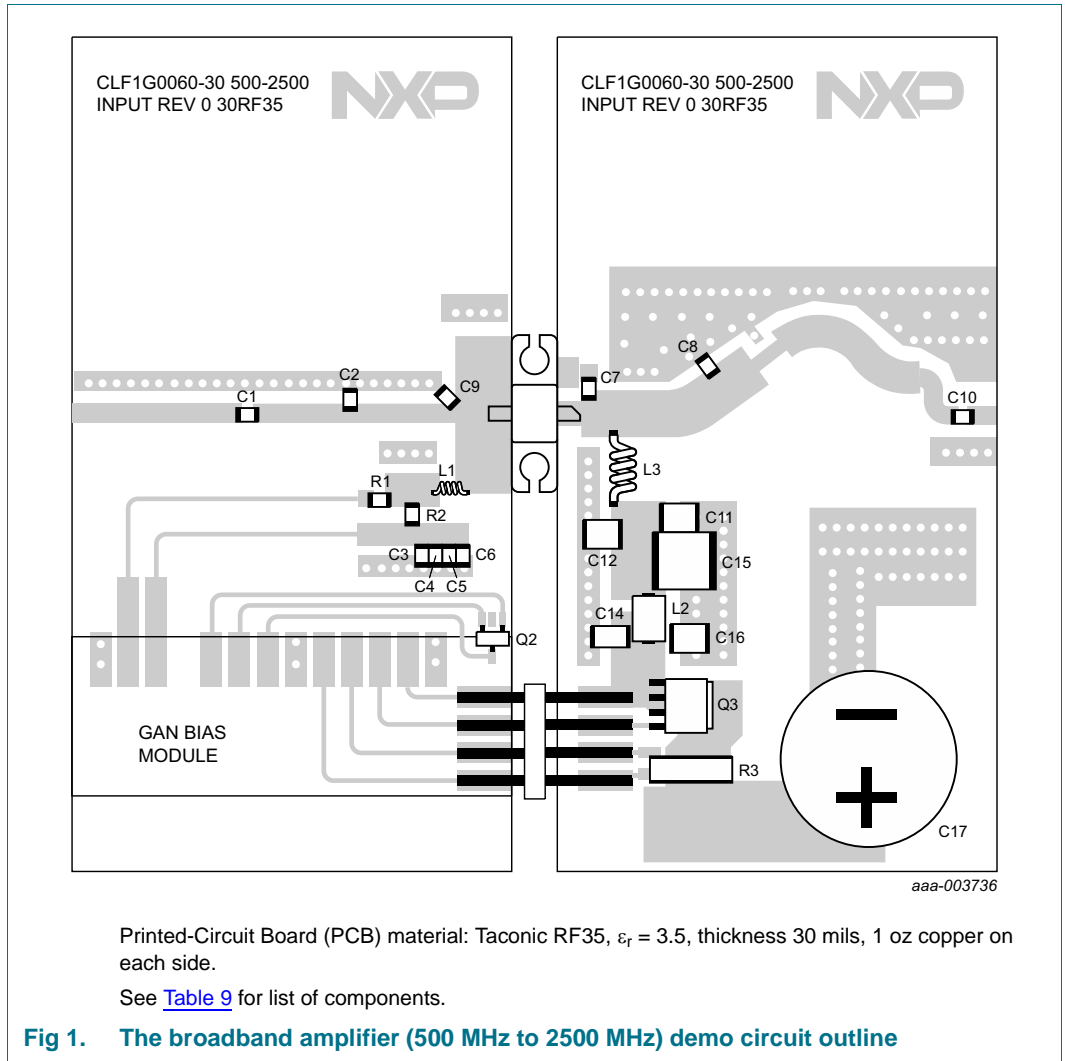 CLF1G0060-30 500-2500
INPUT REV 0 30RF35
NXP
CLF1G0060-30 500-2500
INPUT REV 0 30RF35
NXP
C1
C2
C9
C7
C8
C10
R1
L1
R2
L3
C3
C6
C4
C5
C11
C12
C15
C14
L2
C16
Q2
Q3
GAN BIAS
MODULE
R3
C17
aaa-003736
Printed-Circuit Board (PCB) material: Taconic RF35, εr = 3.5, thickness 30 mils, 1 oz copper on
each side.
See Table 9 for list of components.
Fig 1. The broadband amplifier (500 MHz to 2500 MHz) demo circuit outline